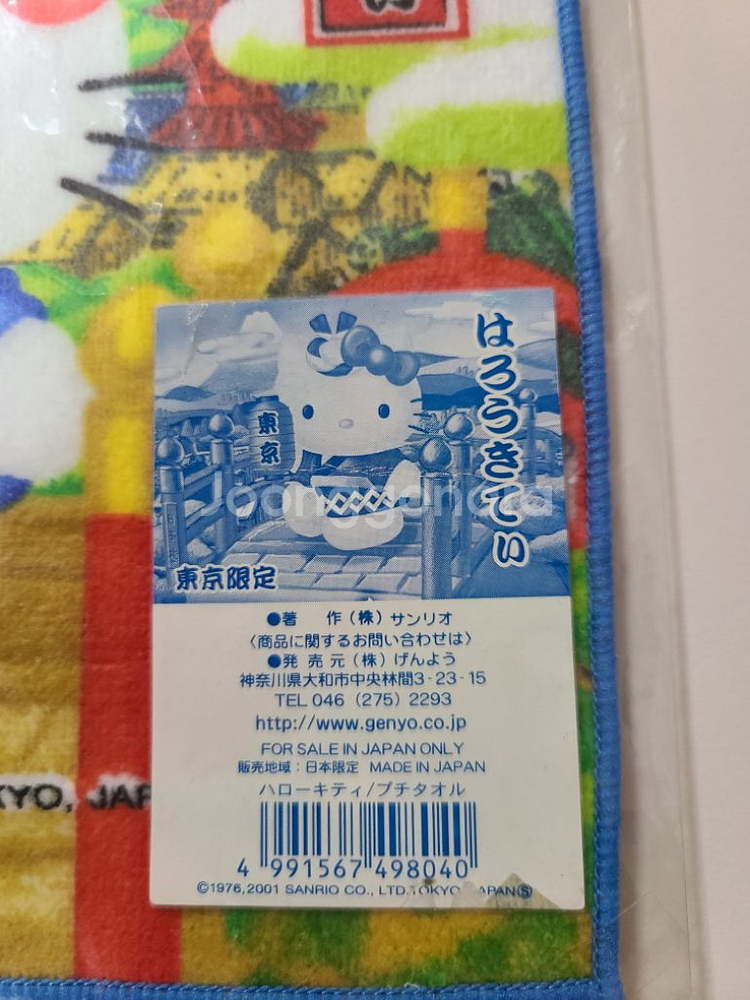 はろうきてぃ
東京
Joonggonara
東京限定
●著 作(株)サンリオ
〈商品に関するお問い合わせは〉
●発 売 元(株)げんよう
神奈川県大和市中央林間3-23-15
TEL 046 (275) 2293
http://www.genyo.co.jp
FOR SALE IN JAPAN ONLY
販売地域:日本限定 MADE IN JAPAN
ハローキティ/プチタオル
KYO, JAP
4 991567 498040
©1976,2001 SANRIO CO., LTD.TOKYO,JAPAN Ⓢ